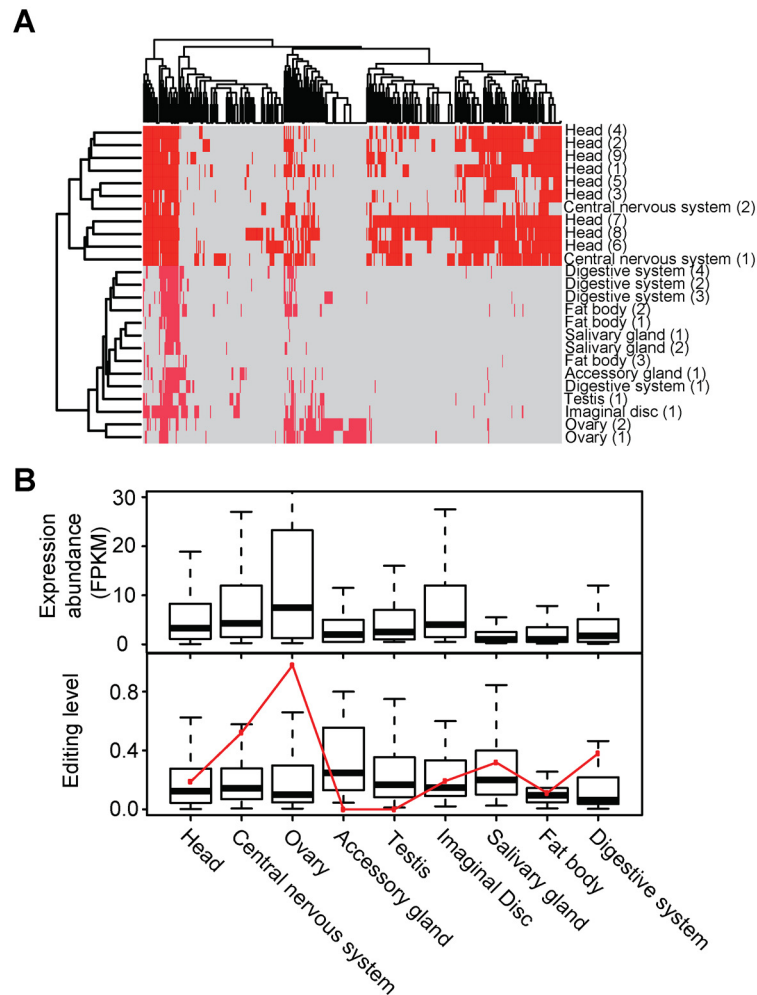 A
Head (4)
Head (2)
Head (9)
Head (1)
Head (5)
Head (3)
Central nervous system (2)
Head (7)
Head (8)
Head (6)
Central nervous system (1)
Digestive system (4)
Digestive system (2)
Digestive system (3)
Fat body (2)
Fat body (1)
Salivary gland (1)
Salivary gland (2)
Fat body (3)
Accessory gland (1)
Digestive system (1)
Testis (1)
Imaginal disc (1)
Ovary (2)
Ovary (1)
B
Expression
abundance
(FPKM)
30
20
10
0
Editing level
0.8
0.4
0.0
Head
Central nervous system
Ovary
Accessory gland
Testis
Imaginal Disc
Salivary gland
Fat body
Digestive system